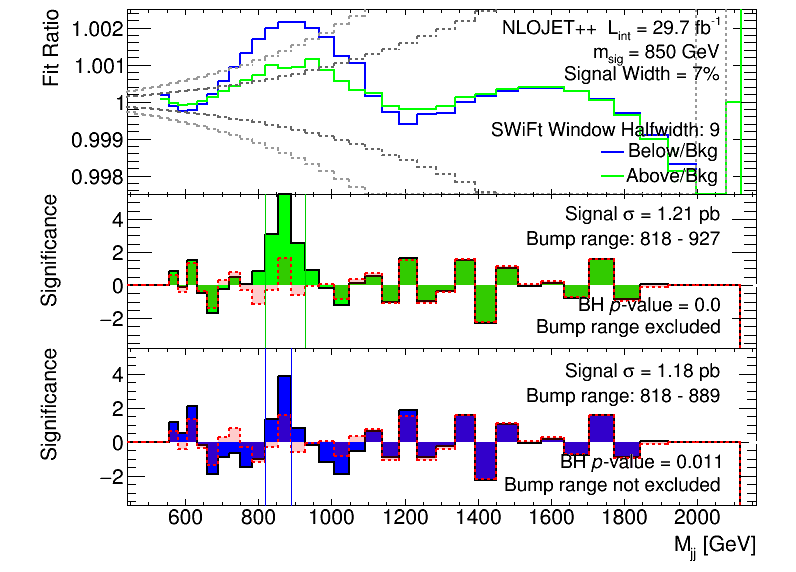 Fit Ratio
1.002
1.001
1
0.999
0.998
NLOJET++ L_int = 29.7 fb^-1
m_sig = 850 GeV
Signal Width = 7%
SWiFt Window Halfwidth: 9
Below/Bkg
Above/Bkg
Significance
4
2
0
−2
Signal σ = 1.21 pb
Bump range: 818 - 927
BH p-value = 0.0
Bump range excluded
Significance
4
2
0
−2
Signal σ = 1.18 pb
Bump range: 818 - 889
BH p-value = 0.011
Bump range not excluded
600 800 1000 1200 1400 1600 1800 2000
M_jj [GeV]